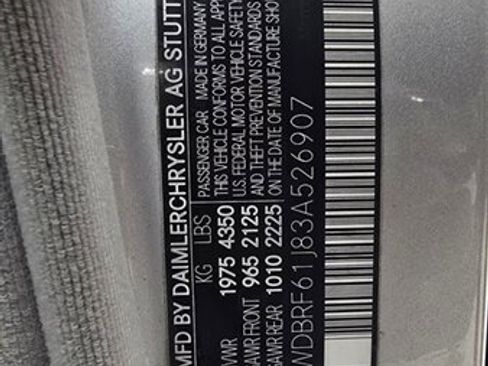 MFD BY DAIMLERCHRYSLER AG STUTT
KG LBS
GVWR 1975 4350
GAWR FRONT 965 2125
GAWR REAR 1010 2225
PASSENGER CAR MADE IN GERMANY
THIS VEHICLE CONFORMS TO ALL APP
U.S. FEDERAL MOTOR VEHICLE SAFETY
AND THEFT PREVENTION STANDARDS
ON THE DATE OF MANUFACTURE SHOW
WDBRF61J83A526907